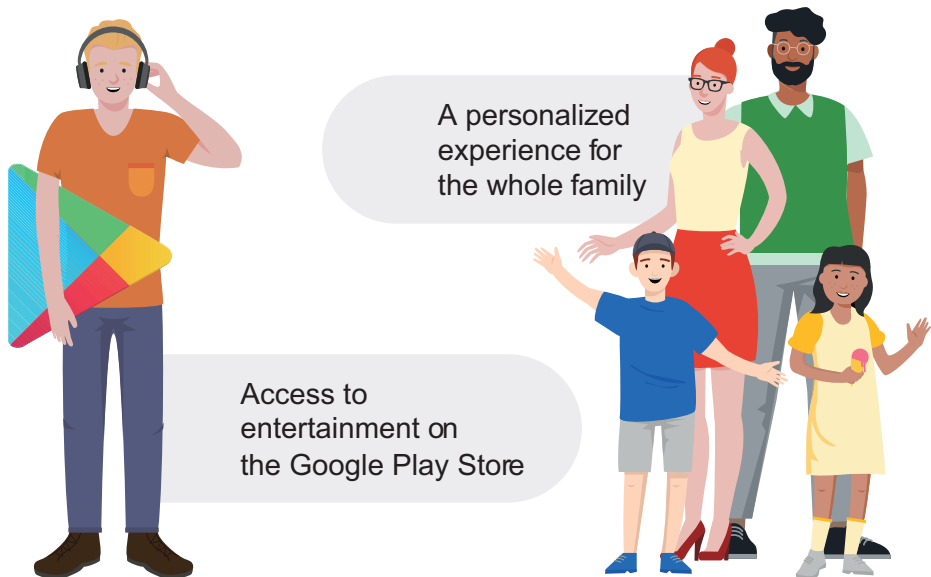 A personalized
experience for
the whole family
Access to
entertainment on
the Google Play Store